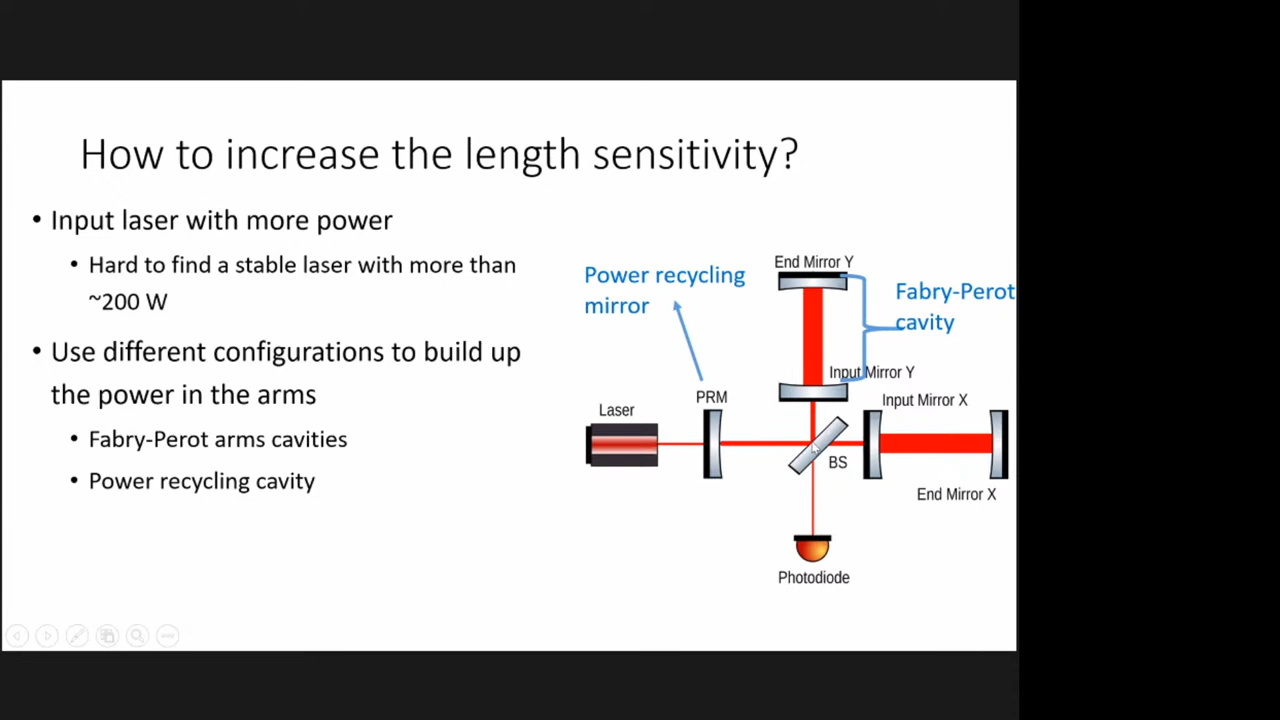 How to increase the length sensitivity?
• Input laser with more power
• Hard to find a stable laser with more than
~200 W
• Use different configurations to build up
the power in the arms
• Fabry-Perot arms cavities
• Power recycling cavity
Power recycling
mirror
End Mirror Y
Fabry-Perot
cavity
Input Mirror Y
PRM
Input Mirror X
Laser
BS
End Mirror X
Photodiode